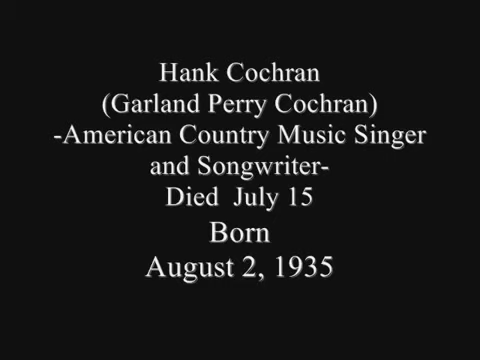 Hank Cochran
(Garland Perry Cochran)
-American Country Music Singer
and Songwriter-
Died  July 15
Born
August 2, 1935